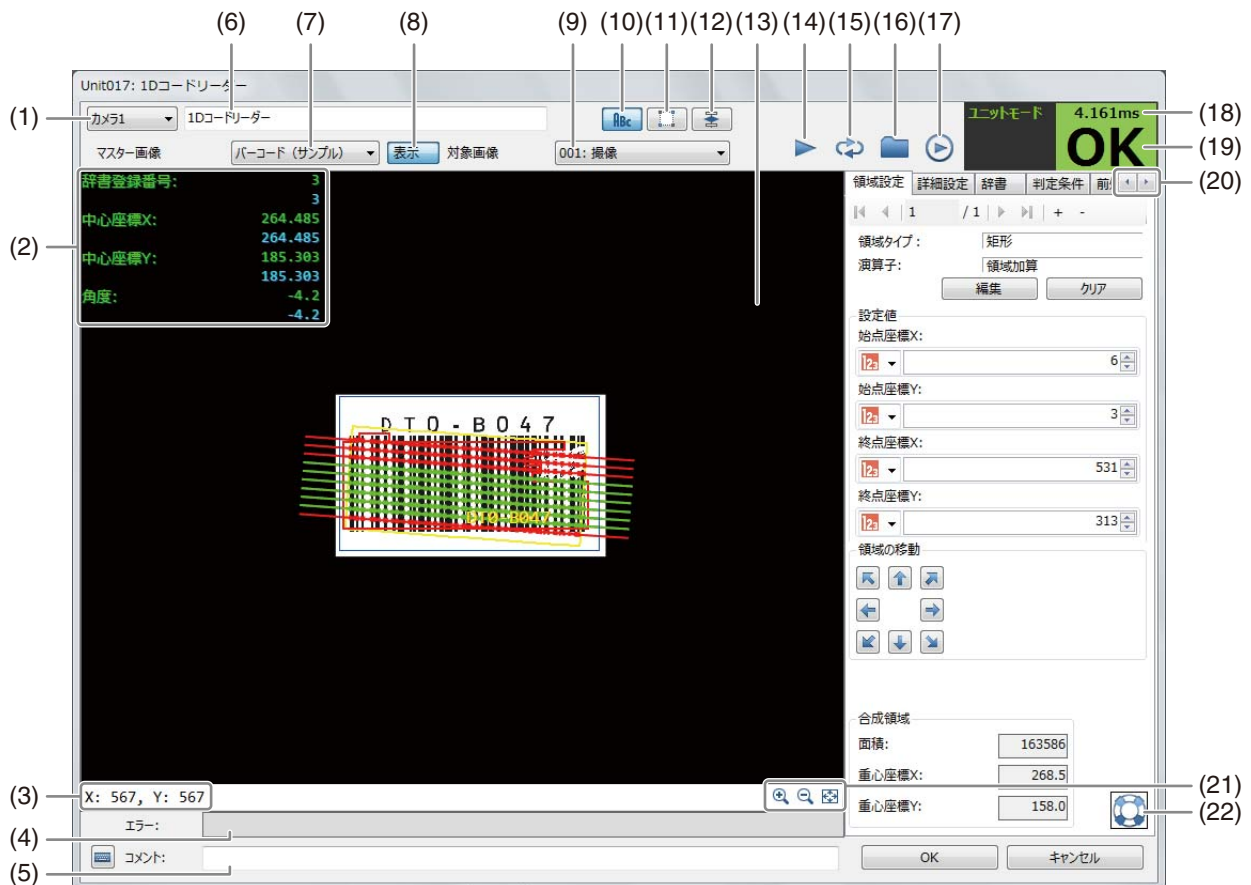 (6) (7) (8) (9) (10) (11) (12) (13) (14) (15) (16) (17)
Unit017: 1Dコードリーダー
(1) カメラ1 1Dコードリーダー ABc ユニットモード 4.161ms (18)
マスター画像 バーコード (サンプル) 表示 対象画像 001: 撮像 OK (19)
辞書登録番号: 3
3
中心座標X: 264.485
264.485
中心座標Y: 185.303
185.303
角度: -4.2
-4.2
(2)
領域設定 詳細設定 辞書 判定条件 (20)
1 / 1 + -
領域タイプ: 矩形
演算子: 領域加算
編集 クリア
設定値
始点座標X:
123 6
始点座標Y:
123 3
終点座標X:
123 531
終点座標Y:
123 313
領域の移動
DTO-B047
DTO-B047
合成領域
面積: 163586
重心座標X: 268.5
重心座標Y: 158.0
(3) X: 567, Y: 567 (21)
(22)
(4) エラー:
(5) コメント:
OK キャンセル